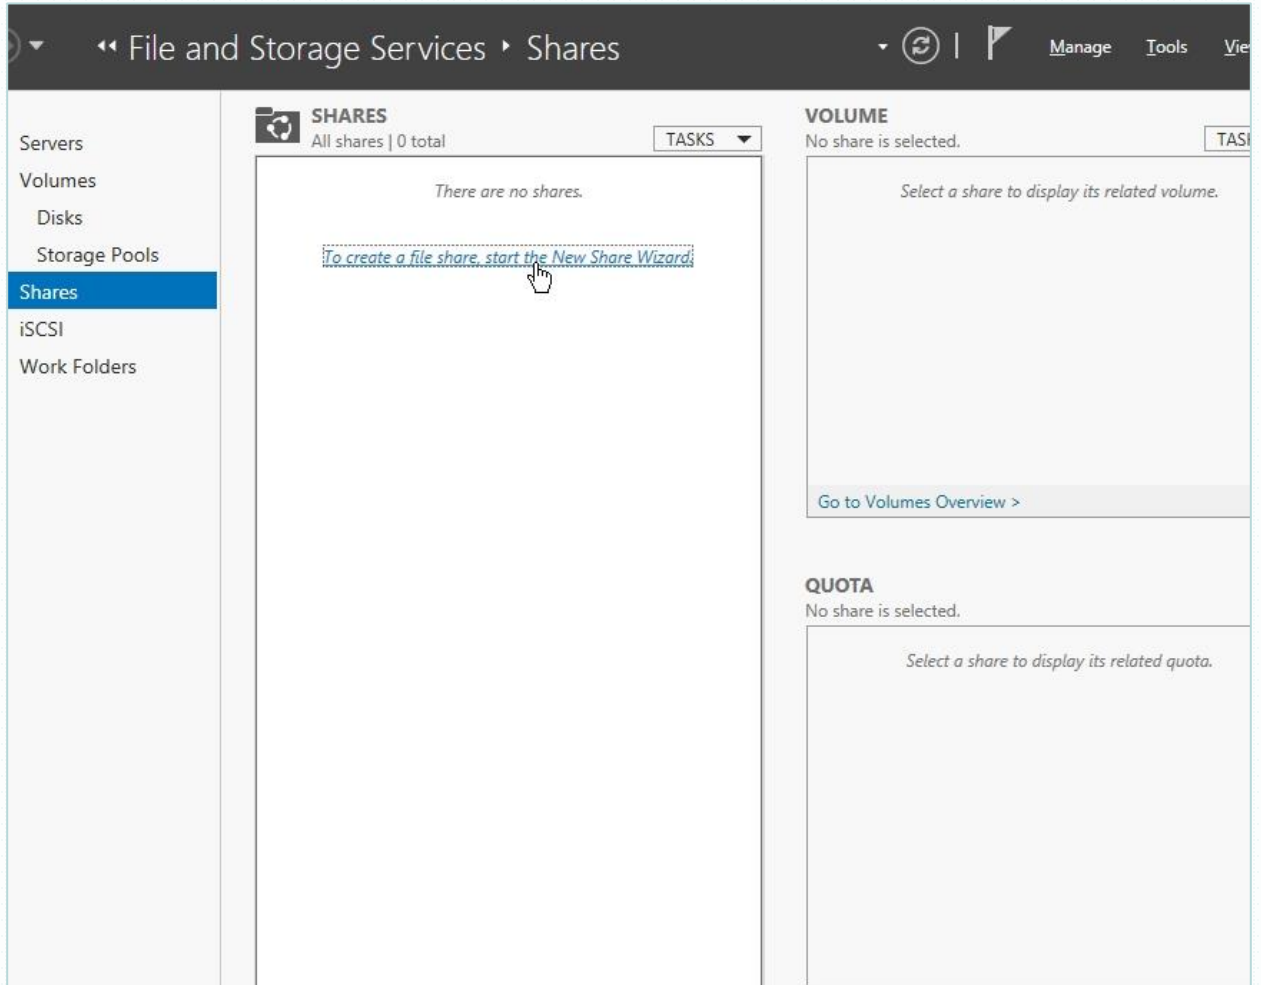 File and Storage Services ‣ Shares
Manage Tools
Servers
Volumes
Disks
Storage Pools
Shares
iSCSI
Work Folders
SHARES
All shares | 0 total
TASKS
There are no shares.
To create a file share, start the New Share Wizard.
VOLUME
No share is selected.
Select a share to display its related volume.
Go to Volumes Overview >
QUOTA
No share is selected.
Select a share to display its related quota.